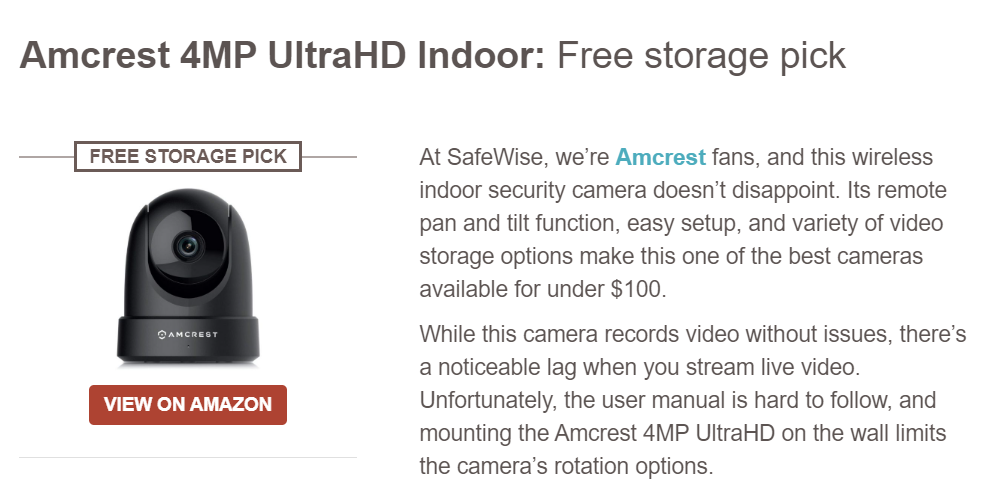 Amcrest 4MP UltraHD Indoor: Free storage pick
FREE STORAGE PICK
AMCREST
VIEW ON AMAZON
At SafeWise, we’re Amcrest fans, and this wireless
indoor security camera doesn’t disappoint. Its remote
pan and tilt function, easy setup, and variety of video
storage options make this one of the best cameras
available for under $100.
While this camera records video without issues, there’s
a noticeable lag when you stream live video.
Unfortunately, the user manual is hard to follow, and
mounting the Amcrest 4MP UltraHD on the wall limits
the camera’s rotation options.